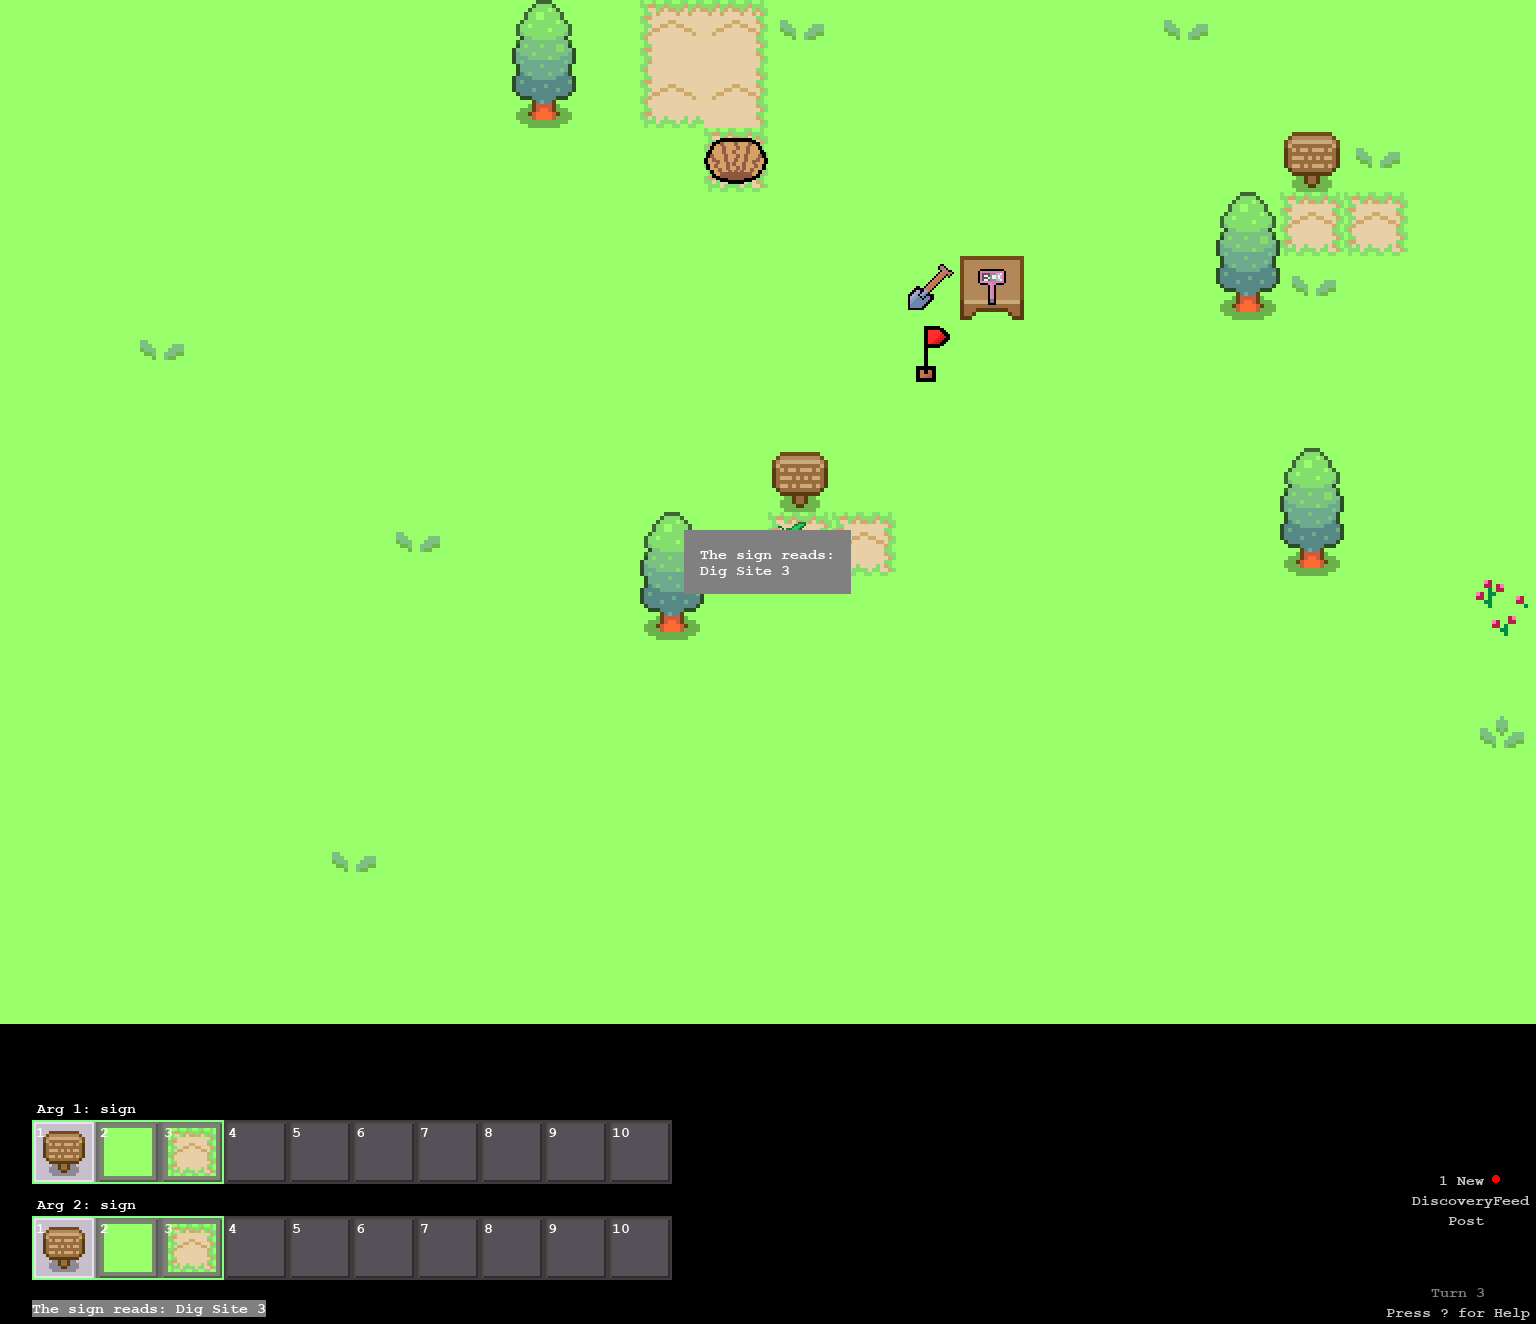 The sign reads:
Dig Site 3
Arg 1: sign
1 2 3 4 5 6 7 8 9 10
Arg 2: sign
1 2 3 4 5 6 7 8 9 10
The sign reads: Dig Site 3
1 New
DiscoveryFeed
Post
Turn 3
Press ? for Help